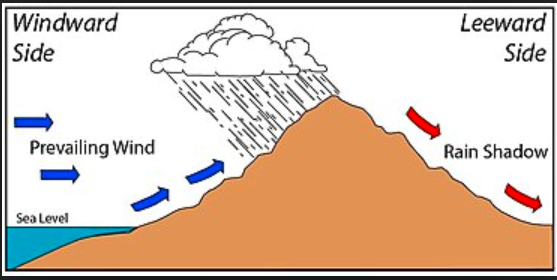 Windward
Side
Leeward
Side
Prevailing Wind
Rain Shadow
Sea Level